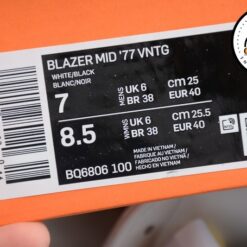 BLAZER MID '77 VNTG
WHITE/BLACK
BLANC/NOIR
7 MENS UK 6 BR 38 CM 25 EUR 40
8.5 WMNS UK 6 BR 38 CM 25.5 EUR 40
BQ6806 100
MADE IN VIETNAM /
FABRIQUE AU VIETNAM /
FABRICADO NO VIETNÃ /
HECHO EN VIETNAM